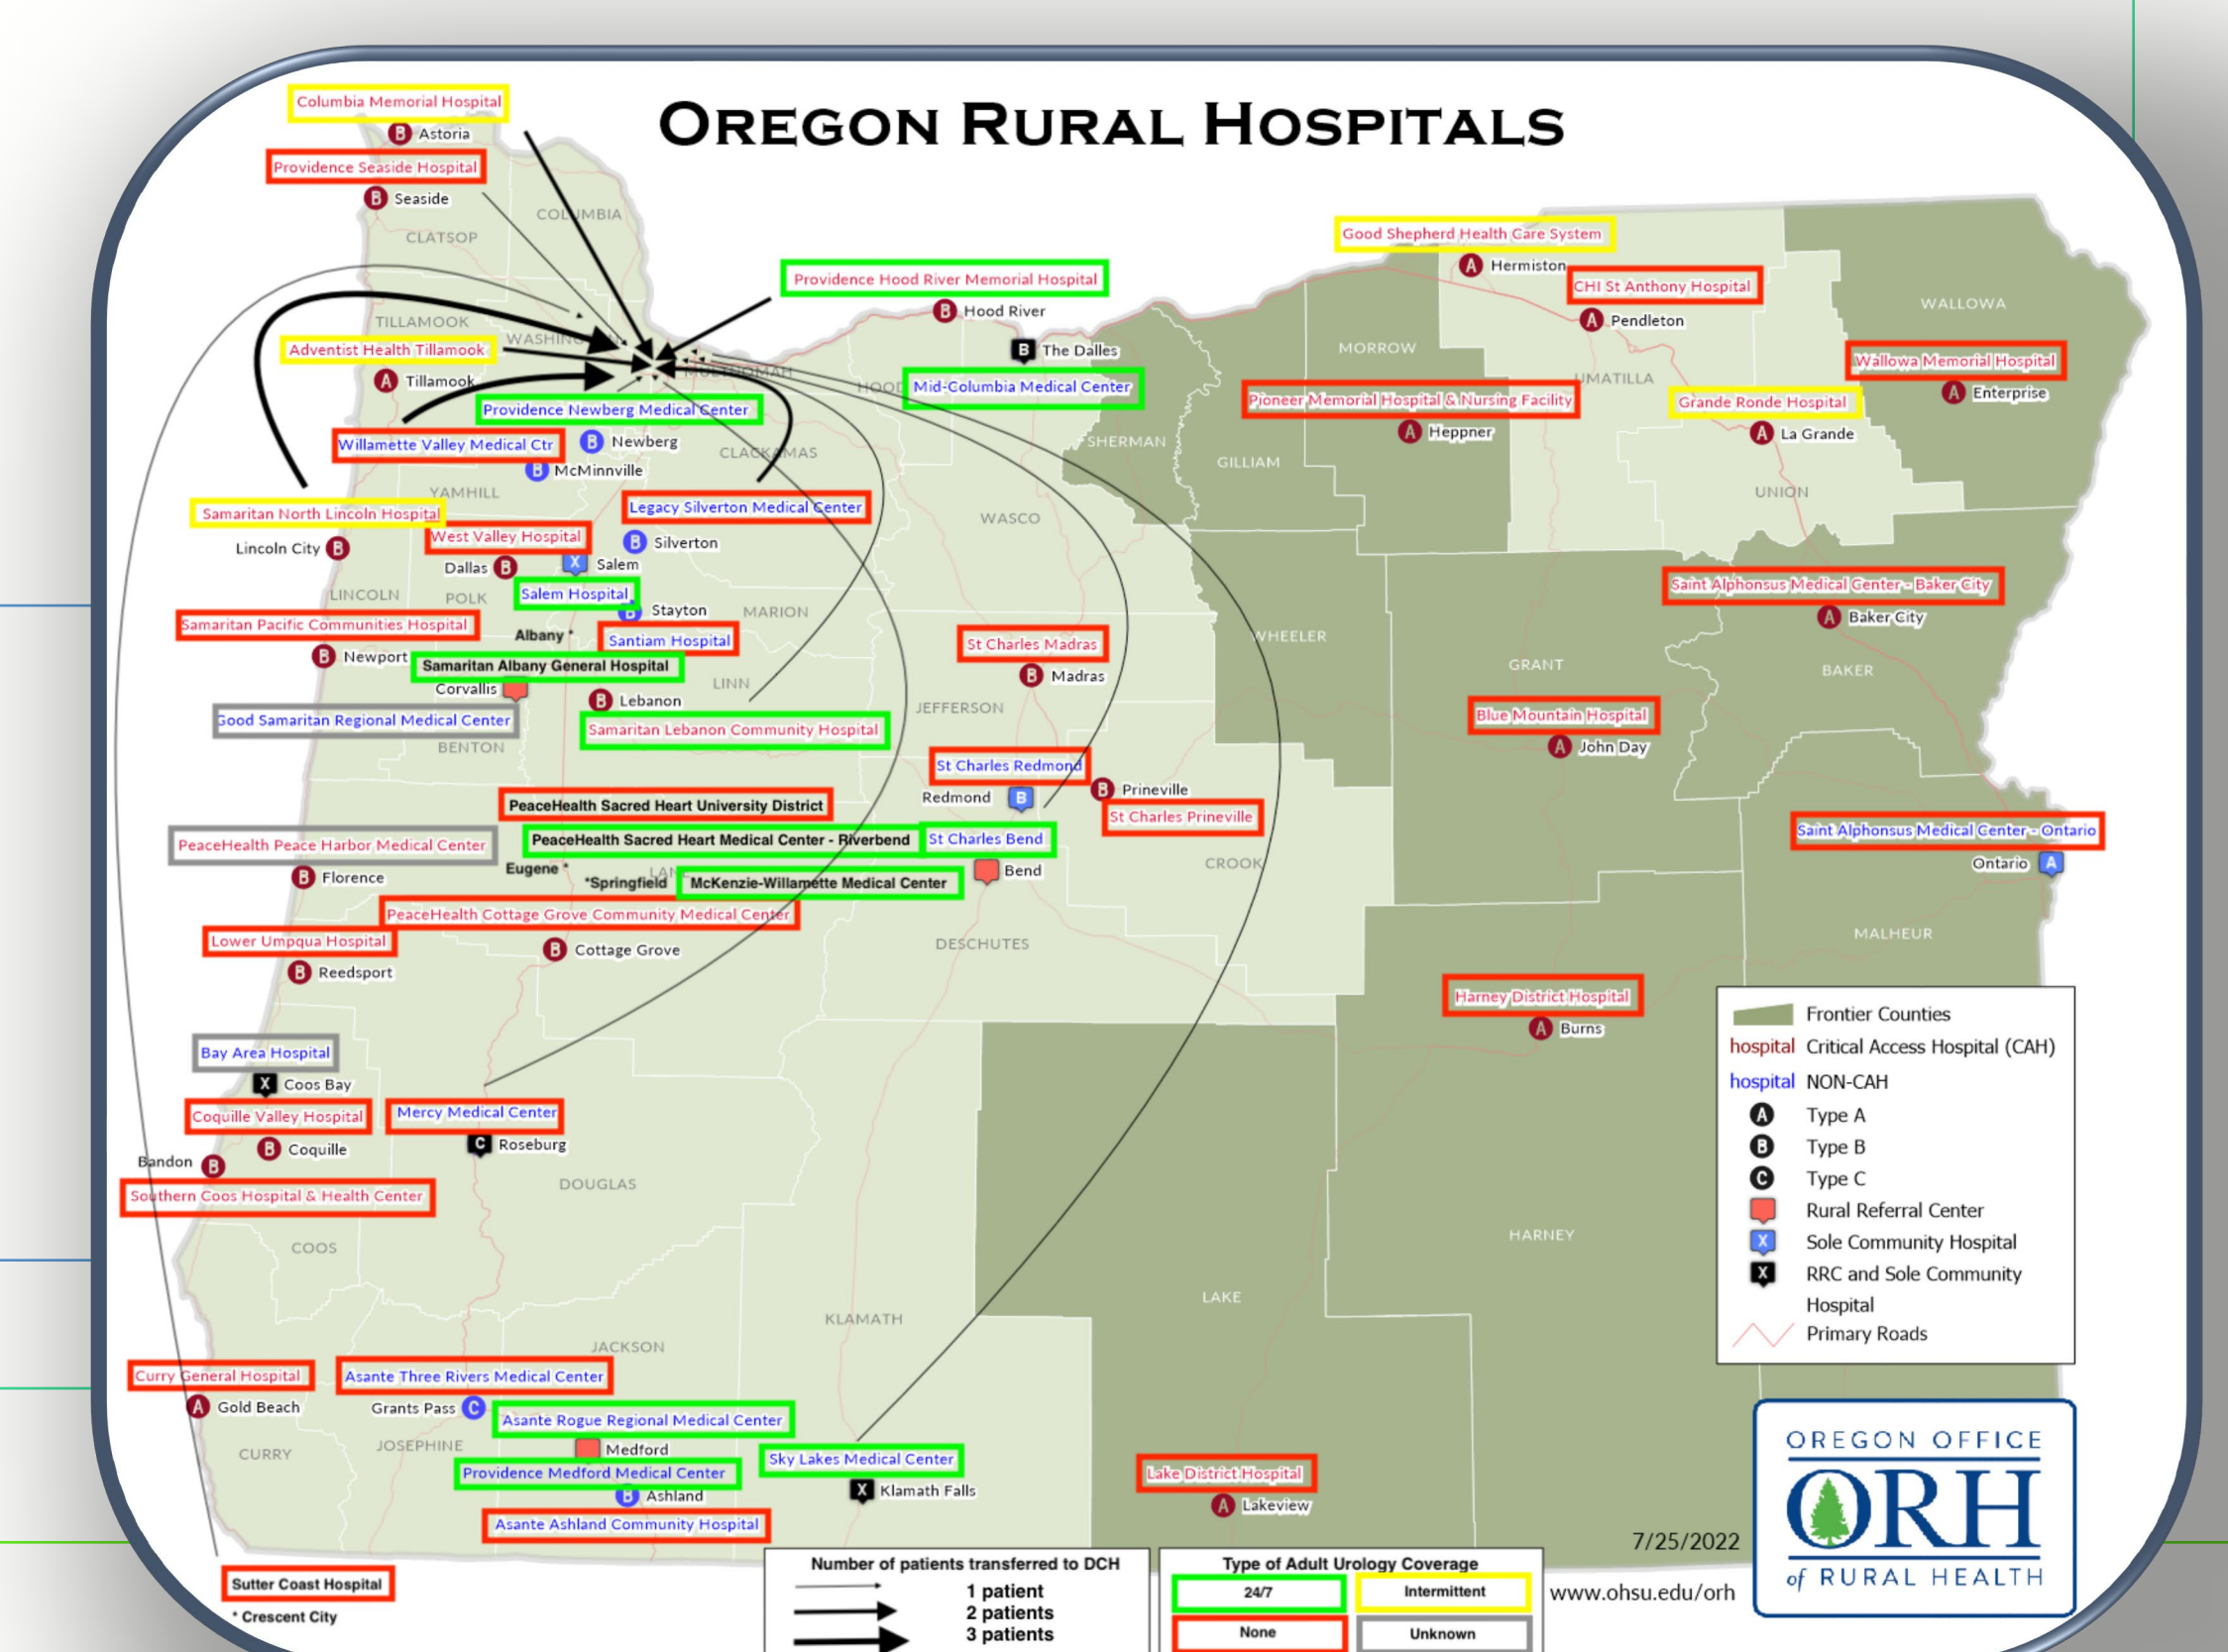 OREGON RURAL HOSPITALS
Columbia Memorial Hospital
B Astoria
Providence Seaside Hospital
B Seaside
COLUMBIA
CLATSOP
Providence Hood River Memorial Hospital
B Hood River
B The Dalles
Mid-Columbia Medical Center
HOOD
Good Shepherd Health Care System
A Hermiston
CHI St Anthony Hospital
A Pendleton
WALLOWA
MORROW
UMATILLA
Wallowa Memorial Hospital
A Enterprise
Pioneer Memorial Hospital & Nursing Facility
A Heppner
Grande Ronde Hospital
A La Grande
SHERMAN
GILLIAM
UNION
TILLAMOOK
WASHING
MULTNOMAH
Adventist Health Tillamook
A Tillamook
Providence Newberg Medical Center
B Newberg
Willamette Valley Medical Ctr
B McMinnville
CLACKAMAS
YAMHILL
Samaritan North Lincoln Hospital
Lincoln City B
Legacy Silverton Medical Center
B Silverton
WASCO
West Valley Hospital
Dallas B
X Salem
Salem Hospital
LINCOLN
POLK
B Stayton
MARION
Samaritan Pacific Communities Hospital
Albany *
Santiam Hospital
B Newport
Samaritan Albany General Hospital
Corvallis
LINN
B Lebanon
Good Samaritan Regional Medical Center
Samaritan Lebanon Community Hospital
BENTON
St Charles Madras
B Madras
JEFFERSON
WHEELER
GRANT
Saint Alphonsus Medical Center - Baker City
A Baker City
BAKER
Blue Mountain Hospital
A John Day
St Charles Redmond
Redmond B
B Prineville
St Charles Prineville
PeaceHealth Sacred Heart University District
PeaceHealth Sacred Heart Medical Center - Riverbend
St Charles Bend
Bend
PeaceHealth Peace Harbor Medical Center
B Florence
Eugene *
LANE
*Springfield
McKenzie-Willamette Medical Center
CROOK
Saint Alphonsus Medical Center - Ontario
Ontario A
PeaceHealth Cottage Grove Community Medical Center
B Cottage Grove
Lower Umpqua Hospital
B Reedsport
DESCHUTES
MALHEUR
Harney District Hospital
A Burns
Bay Area Hospital
X Coos Bay
Coquille Valley Hospital
B Coquille
Mercy Medical Center
C Roseburg
Bandon B
Southern Coos Hospital & Health Center
DOUGLAS
COOS
HARNEY
LAKE
KLAMATH
JACKSON
Curry General Hospital
A Gold Beach
Asante Three Rivers Medical Center
Grants Pass C
Asante Rogue Regional Medical Center
Medford
CURRY
JOSEPHINE
Providence Medford Medical Center
B Ashland
Asante Ashland Community Hospital
Sky Lakes Medical Center
X Klamath Falls
Lake District Hospital
A Lakeview
Sutter Coast Hospital
* Crescent City
Frontier Counties
hospital Critical Access Hospital (CAH)
hospital NON-CAH
A Type A
B Type B
C Type C
Rural Referral Center
X Sole Community Hospital
X RRC and Sole Community
Hospital
Primary Roads
Number of patients transferred to DCH
1 patient
2 patients
3 patients
Type of Adult Urology Coverage
24/7
Intermittent
None
Unknown
7/25/2022
www.ohsu.edu/orh
OREGON OFFICE
ORH
of RURAL HEALTH